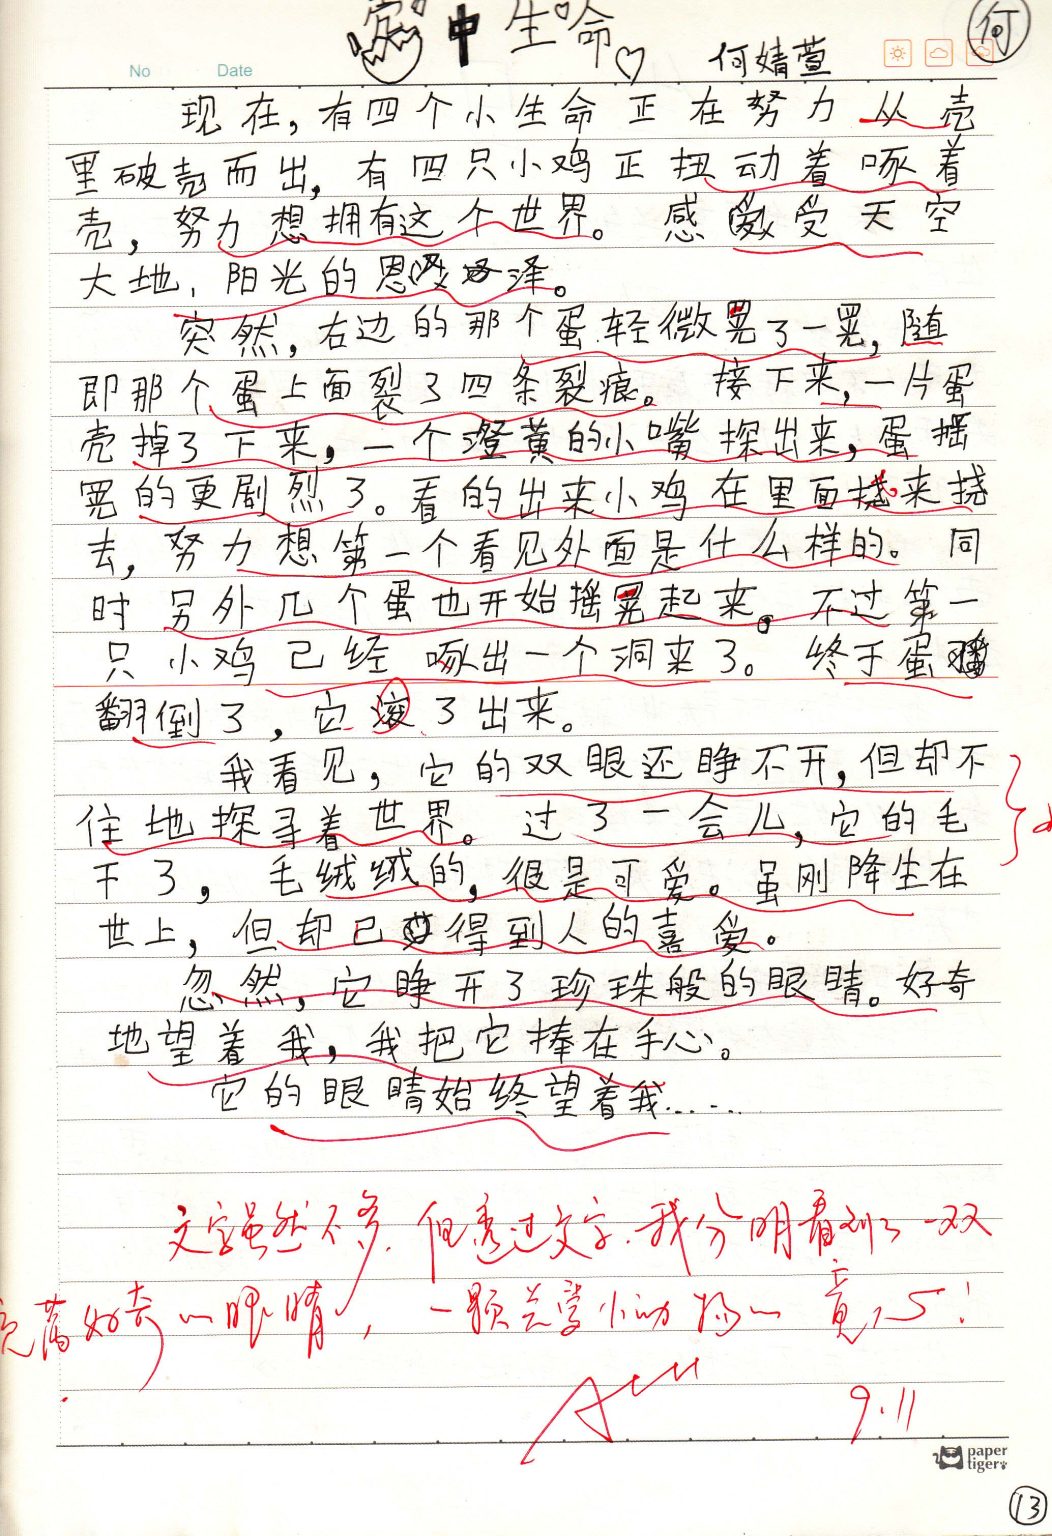 壳中生命
何婧萱
何
No Date
现在,有四个小生命正在努力从壳
里破壳而出,有四只小鸡正扭动着啄着
壳,努力想拥有这个世界。感受天空
大地,阳光的恩泽。
突然,右边的那个蛋轻微晃了一晃,随
即那个蛋上面裂了四条裂痕。接下来,一片蛋
壳掉了下来,一个澄黄的小嘴探出来,蛋摇
晃的更剧烈了。看的出来小鸡在里面挠来挠
去,努力想第一个看见外面是什么样的。同
时另外几个蛋也开始摇晃起来。不过第一
只小鸡已经啄出一个洞来了。终于蛋
翻倒了,它滚了出来。
我看见,它的双眼还睁不开,但却不
住地探寻着世界。过了一会儿,它的毛
干了,毛绒绒的,很是可爱。虽刚降生在
世上,但却已得到人的喜爱。
忽然,它睁开了珍珠般的眼睛。好奇
地望着我,我把它捧在手心。
它的眼睛始终望着我……
文字虽然不多,但透过文字,我分明看到了一双
充满好奇的眼睛,一颗关爱小动物的童心!
9.11
paper
tiger
13